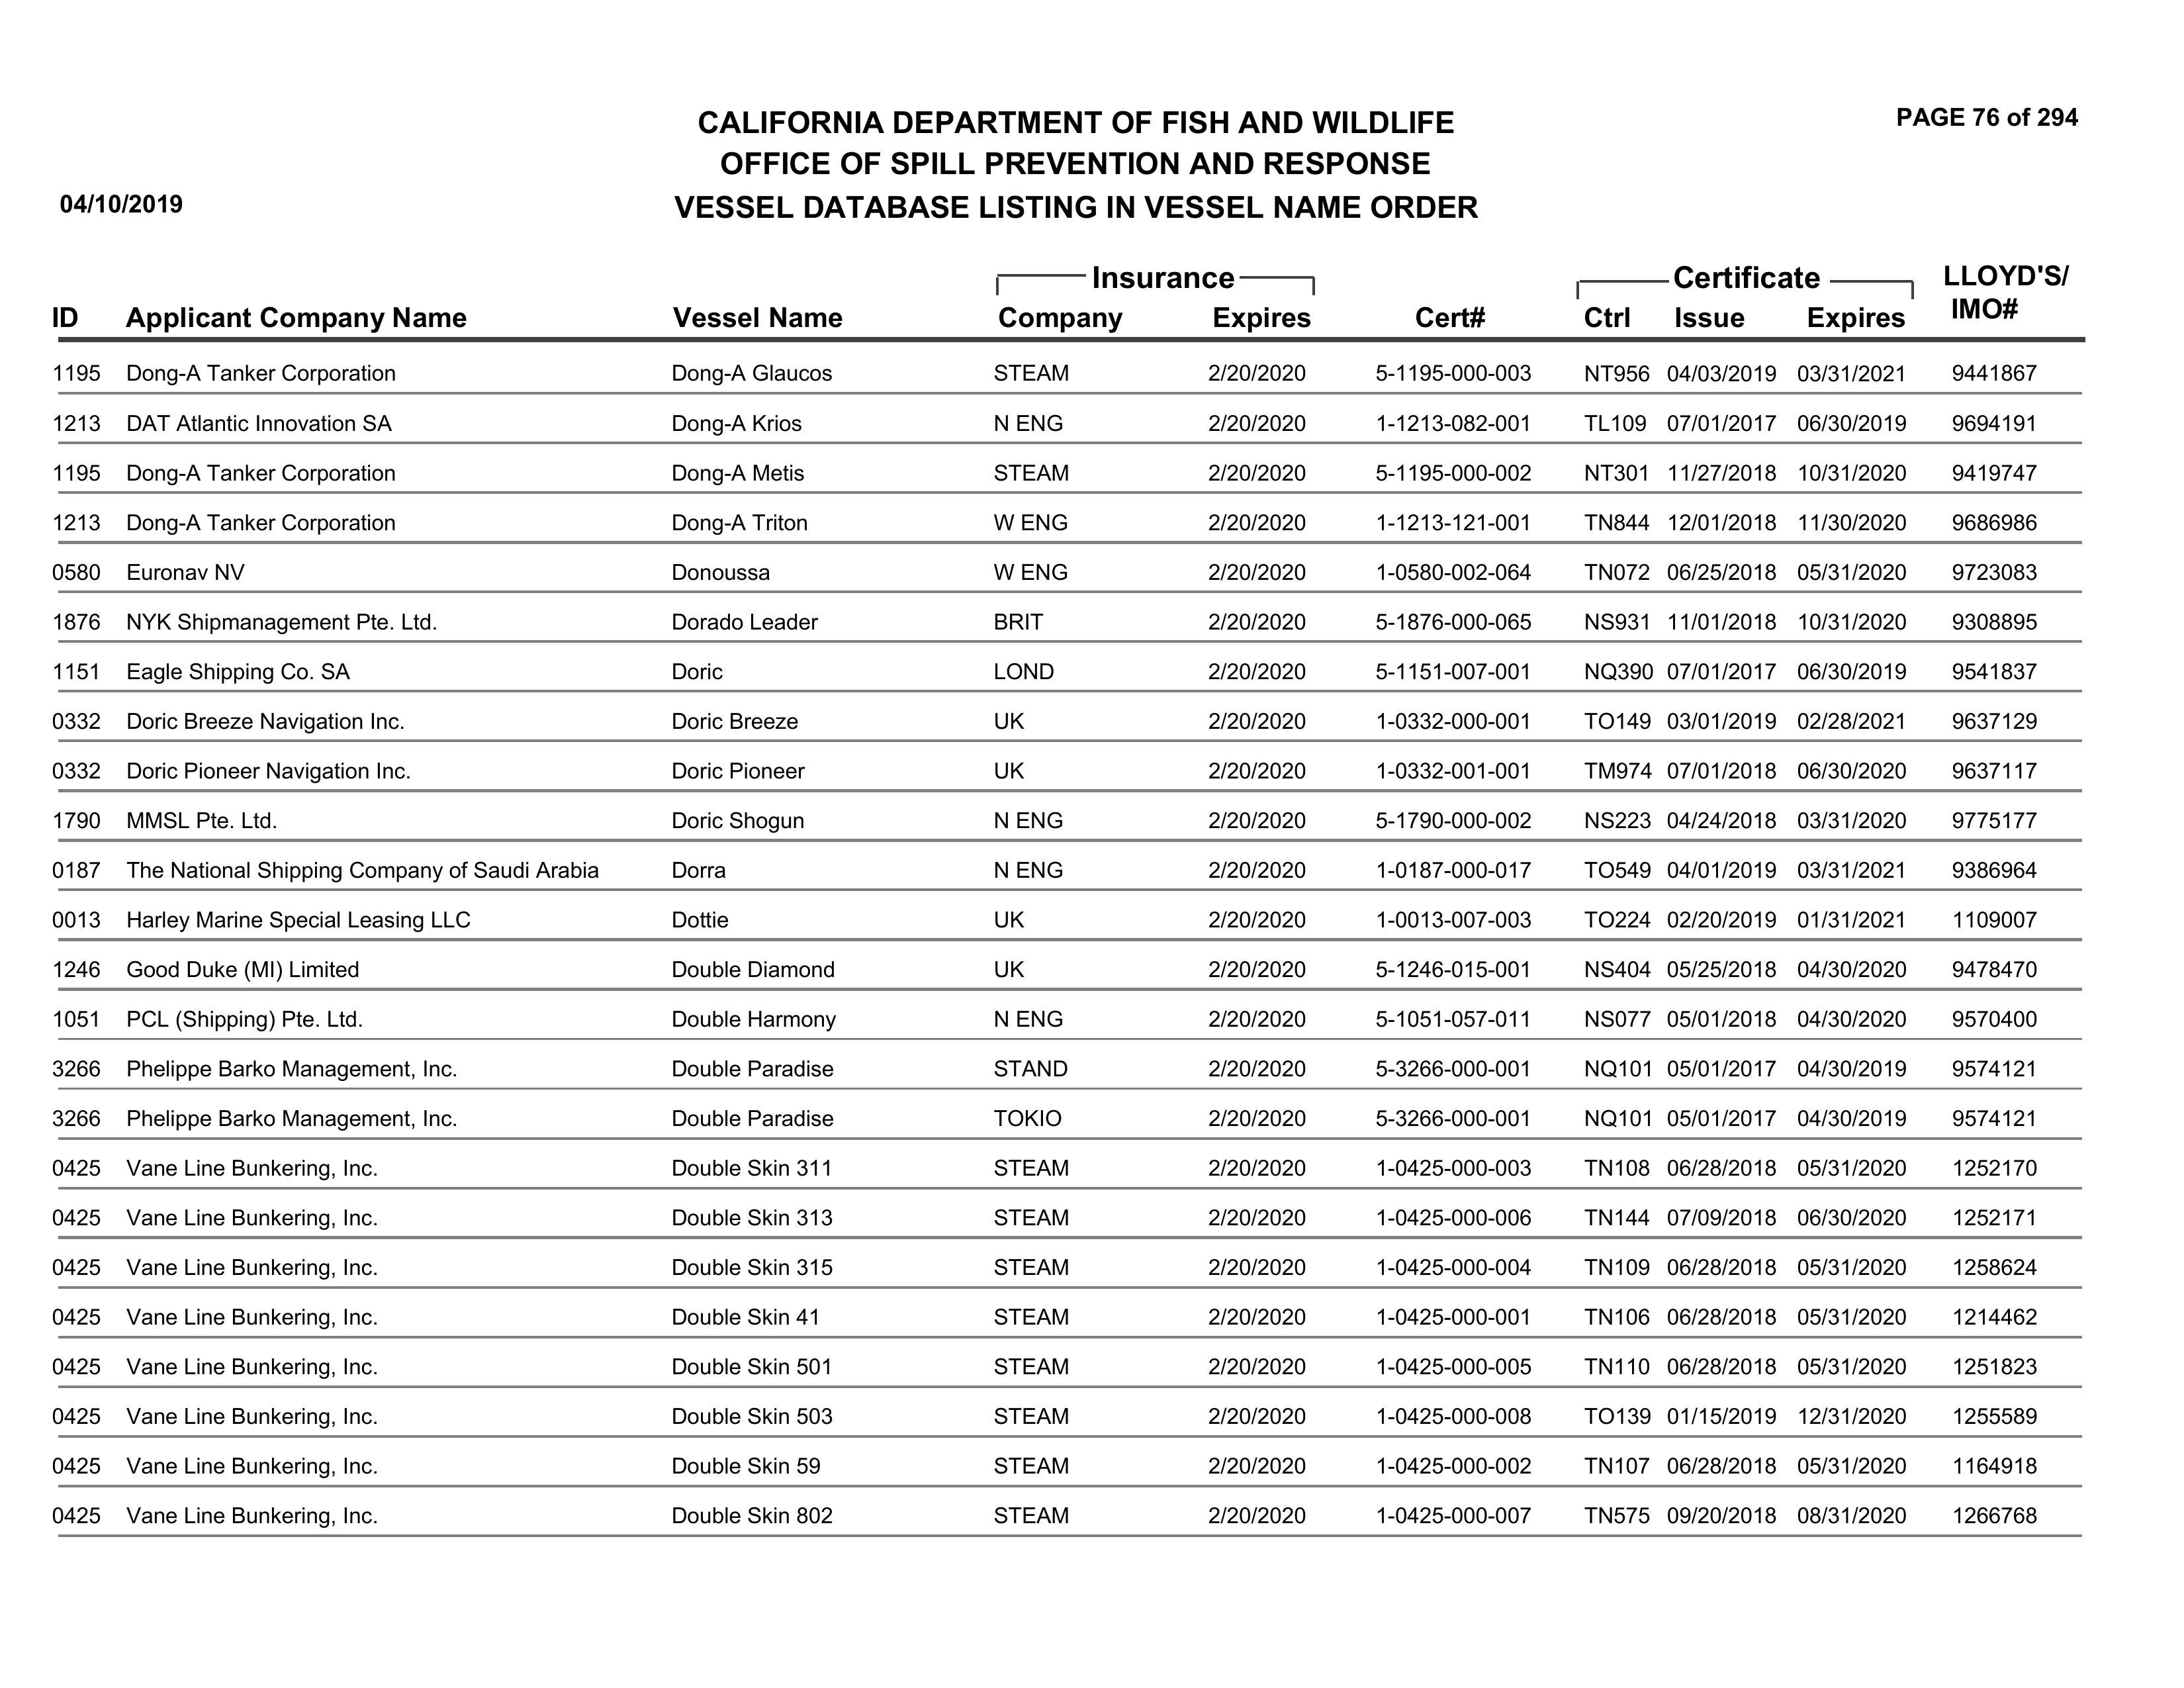 PAGE 76 of 294
CALIFORNIA DEPARTMENT OF FISH AND WILDLIFE
OFFICE OF SPILL PREVENTION AND RESPONSE
04/10/2019 VESSEL DATABASE LISTING IN VESSEL NAME ORDER
Insurance Certificate LLOYD'S/
ID Applicant Company Name Vessel Name Company Expires Cert# Ctrl Issue Expires IMO#
1195 Dong-A Tanker Corporation Dong-A Glaucos STEAM 2/20/2020 5-1195-000-003 NT956 04/03/2019 03/31/2021 9441867
1213 DAT Atlantic Innovation SA Dong-A Krios N ENG 2/20/2020 1-1213-082-001 TL109 07/01/2017 06/30/2019 9694191
1195 Dong-A Tanker Corporation Dong-A Metis STEAM 2/20/2020 5-1195-000-002 NT301 11/27/2018 10/31/2020 9419747
1213 Dong-A Tanker Corporation Dong-A Triton W ENG 2/20/2020 1-1213-121-001 TN844 12/01/2018 11/30/2020 9686986
0580 Euronav NV Donoussa W ENG 2/20/2020 1-0580-002-064 TN072 06/25/2018 05/31/2020 9723083
1876 NYK Shipmanagement Pte. Ltd. Dorado Leader BRIT 2/20/2020 5-1876-000-065 NS931 11/01/2018 10/31/2020 9308895
1151 Eagle Shipping Co. SA Doric LOND 2/20/2020 5-1151-007-001 NQ390 07/01/2017 06/30/2019 9541837
0332 Doric Breeze Navigation Inc. Doric Breeze UK 2/20/2020 1-0332-000-001 TO149 03/01/2019 02/28/2021 9637129
0332 Doric Pioneer Navigation Inc. Doric Pioneer UK 2/20/2020 1-0332-001-001 TM974 07/01/2018 06/30/2020 9637117
1790 MMSL Pte. Ltd. Doric Shogun N ENG 2/20/2020 5-1790-000-002 NS223 04/24/2018 03/31/2020 9775177
0187 The National Shipping Company of Saudi Arabia Dorra N ENG 2/20/2020 1-0187-000-017 TO549 04/01/2019 03/31/2021 9386964
0013 Harley Marine Special Leasing LLC Dottie UK 2/20/2020 1-0013-007-003 TO224 02/20/2019 01/31/2021 1109007
1246 Good Duke (MI) Limited Double Diamond UK 2/20/2020 5-1246-015-001 NS404 05/25/2018 04/30/2020 9478470
1051 PCL (Shipping) Pte. Ltd. Double Harmony N ENG 2/20/2020 5-1051-057-011 NS077 05/01/2018 04/30/2020 9570400
3266 Phelippe Barko Management, Inc. Double Paradise STAND 2/20/2020 5-3266-000-001 NQ101 05/01/2017 04/30/2019 9574121
3266 Phelippe Barko Management, Inc. Double Paradise TOKIO 2/20/2020 5-3266-000-001 NQ101 05/01/2017 04/30/2019 9574121
0425 Vane Line Bunkering, Inc. Double Skin 311 STEAM 2/20/2020 1-0425-000-003 TN108 06/28/2018 05/31/2020 1252170
0425 Vane Line Bunkering, Inc. Double Skin 313 STEAM 2/20/2020 1-0425-000-006 TN144 07/09/2018 06/30/2020 1252171
0425 Vane Line Bunkering, Inc. Double Skin 315 STEAM 2/20/2020 1-0425-000-004 TN109 06/28/2018 05/31/2020 1258624
0425 Vane Line Bunkering, Inc. Double Skin 41 STEAM 2/20/2020 1-0425-000-001 TN106 06/28/2018 05/31/2020 1214462
0425 Vane Line Bunkering, Inc. Double Skin 501 STEAM 2/20/2020 1-0425-000-005 TN110 06/28/2018 05/31/2020 1251823
0425 Vane Line Bunkering, Inc. Double Skin 503 STEAM 2/20/2020 1-0425-000-008 TO139 01/15/2019 12/31/2020 1255589
0425 Vane Line Bunkering, Inc. Double Skin 59 STEAM 2/20/2020 1-0425-000-002 TN107 06/28/2018 05/31/2020 1164918
0425 Vane Line Bunkering, Inc. Double Skin 802 STEAM 2/20/2020 1-0425-000-007 TN575 09/20/2018 08/31/2020 1266768